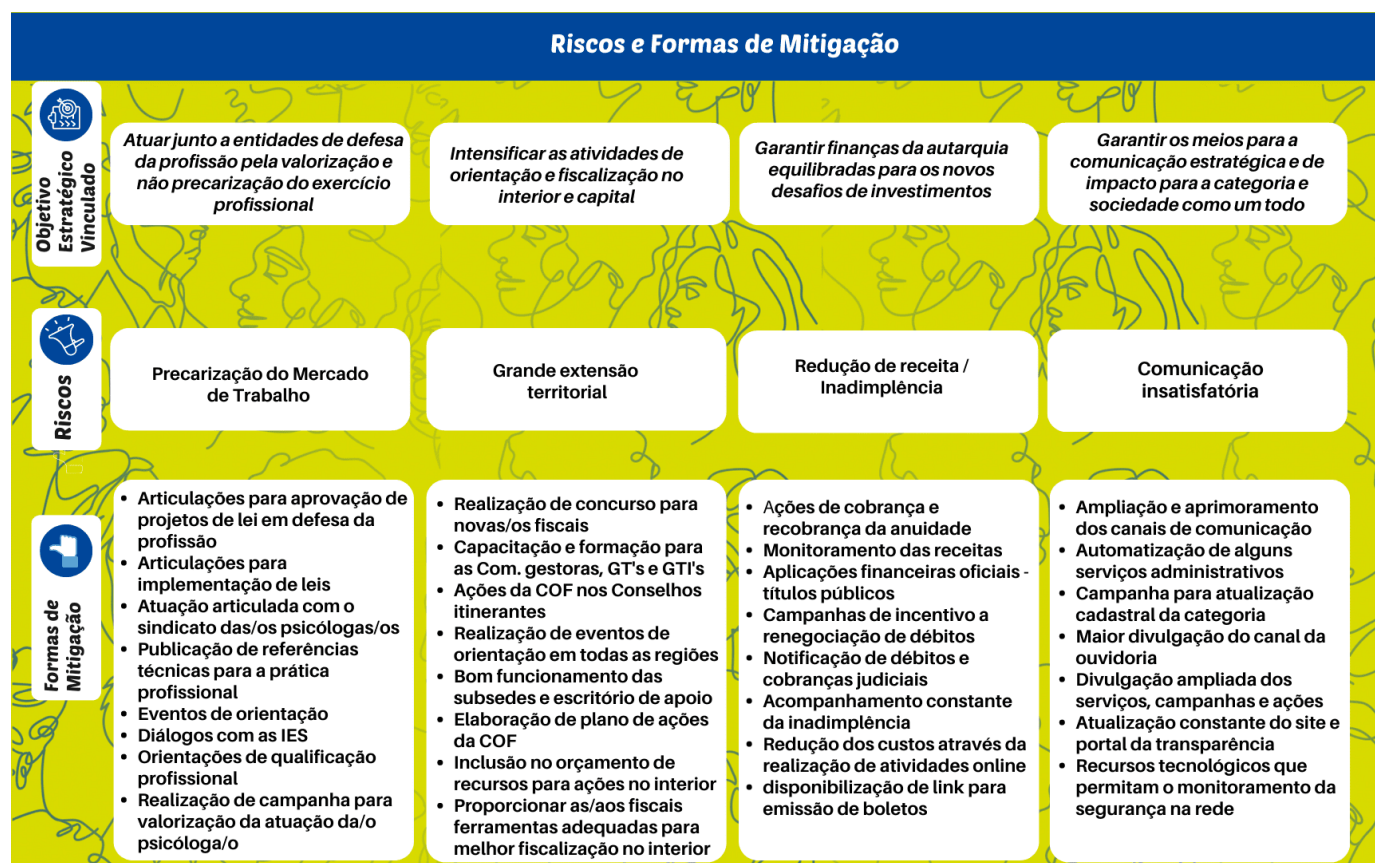 Riscos e Formas de Mitigação
Objetivo
Estratégico
Vinculado
Atuar junto a entidades de defesa
da profissão pela valorização e
não precarização do exercício
profissional
Intensificar as atividades de
orientação e fiscalização no
interior e capital
Garantir finanças da autarquia
equilibradas para os novos
desafios de investimentos
Garantir os meios para a
comunicação estratégica e de
impacto para a categoria e
sociedade como um todo
Riscos
Precarização do Mercado
de Trabalho
Grande extensão
territorial
Redução de receita /
Inadimplência
Comunicação
insatisfatória
Formas de
Mitigação
• Articulações para aprovação de
projetos de lei em defesa da
profissão
• Articulações para
implementação de leis
• Atuação articulada com o
sindicato das/os psicólogas/os
• Publicação de referências
técnicas para a prática
profissional
• Eventos de orientação
• Diálogos com as IES
• Orientações de qualificação
profissional
• Realização de campanha para
valorização da atuação da/o
psicóloga/o
• Realização de concurso para
novas/os fiscais
• Capacitação e formação para
as Com. gestoras, GT's e GTI's
• Ações da COF nos Conselhos
itinerantes
• Realização de eventos de
orientação em todas as regiões
• Bom funcionamento das
subsedes e escritório de apoio
• Elaboração de plano de ações
da COF
• Inclusão no orçamento de
recursos para ações no interior
• Proporcionar as/aos fiscais
ferramentas adequadas para
melhor fiscalização no interior
• Ações de cobrança e
recobrança da anuidade
• Monitoramento das receitas
• Aplicações financeiras oficiais -
títulos públicos
• Campanhas de incentivo a
renegociação de débitos
• Notificação de débitos e
cobranças judiciais
• Acompanhamento constante
da inadimplência
• Redução dos custos através da
realização de atividades online
• disponibilização de link para
emissão de boletos
• Ampliação e aprimoramento
dos canais de comunicação
• Automatização de alguns
serviços administrativos
• Campanha para atualização
cadastral da categoria
• Maior divulgação do canal da
ouvidoria
• Divulgação ampliada dos
serviços, campanhas e ações
• Atualização constante do site e
portal da transparência
• Recursos tecnológicos que
permitam o monitoramento da
segurança na rede